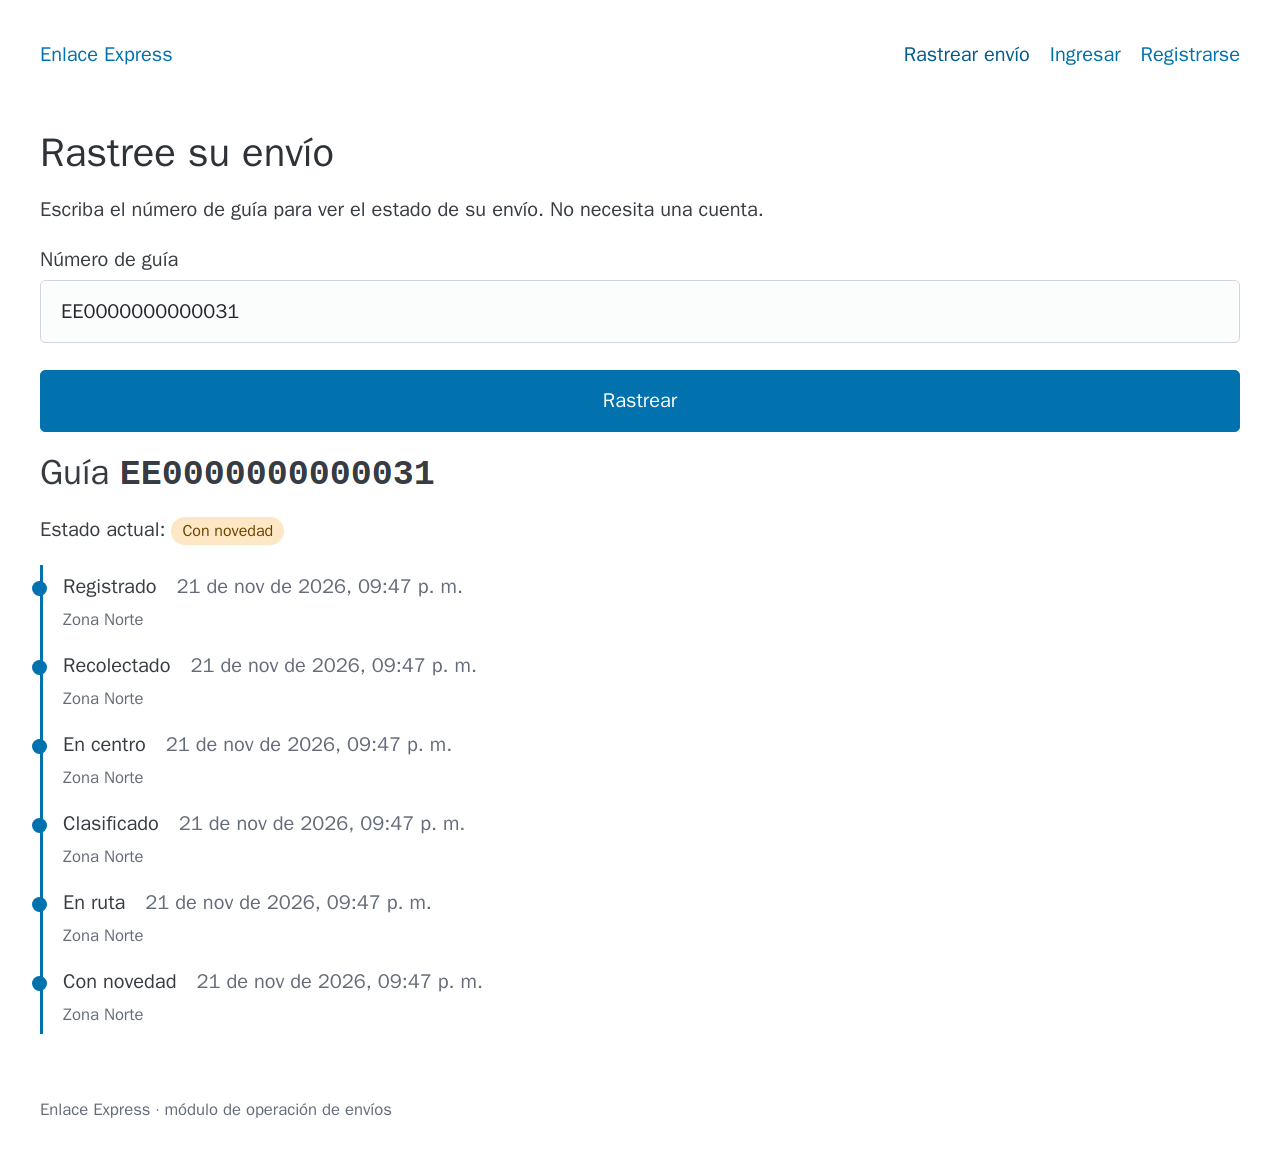 Enlace Express
Rastrear envío Ingresar Registrarse
Rastree su envío
Escriba el número de guía para ver el estado de su envío. No necesita una cuenta.
Número de guía
EE0000000000031
Rastrear
Guía EE0000000000031
Estado actual: Con novedad
Registrado 21 de nov de 2026, 09:47 p. m.
Zona Norte
Recolectado 21 de nov de 2026, 09:47 p. m.
Zona Norte
En centro 21 de nov de 2026, 09:47 p. m.
Zona Norte
Clasificado 21 de nov de 2026, 09:47 p. m.
Zona Norte
En ruta 21 de nov de 2026, 09:47 p. m.
Zona Norte
Con novedad 21 de nov de 2026, 09:47 p. m.
Zona Norte
Enlace Express · módulo de operación de envíos